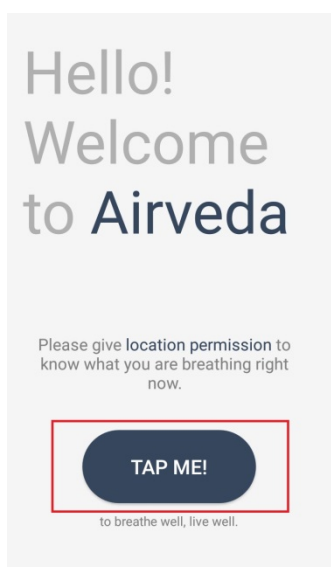 Hello!
Welcome
to Airveda
Please give location permission to
know what you are breathing right
now.
TAP ME!
to breathe well, live well.